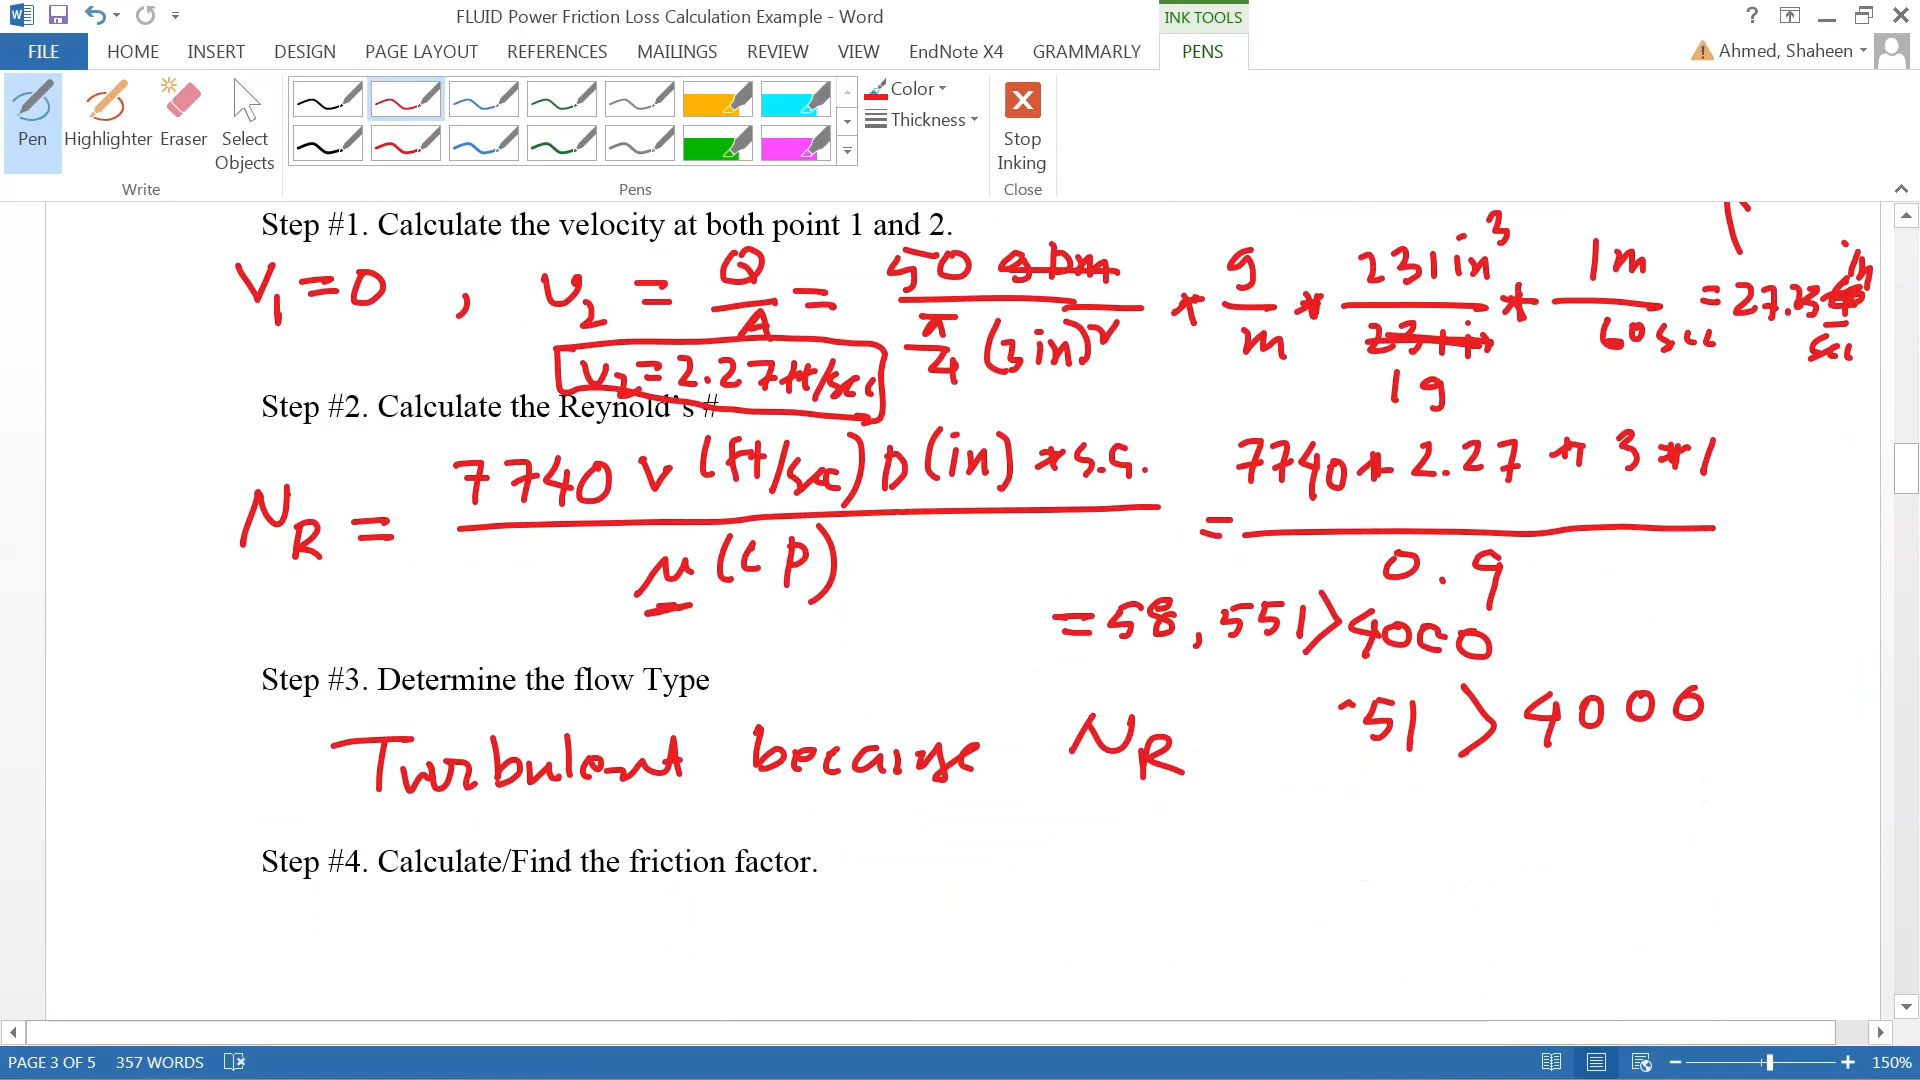 FLUID Power Friction Loss Calculation Example - Word
INK TOOLS
?
FILE HOME INSERT DESIGN PAGE LAYOUT REFERENCES MAILINGS REVIEW VIEW EndNote X4 GRAMMARLY PENS
Ahmed, Shaheen
Pen Highlighter Eraser Select Objects
Color
Thickness
Stop Inking
Write Pens Close
Step #1. Calculate the velocity at both point 1 and 2.
V₁ = 0 , v₂ = Q/A = 50 gpm / π/4 (3 in)² * g/m * 231 in³ / 231 in 1 g * 1 m / 60 sec = 27.23 in/sec
v₂ = 2.27 ft/sec
Step #2. Calculate the Reynold's #
N_R = 7740 v (ft/sec) D (in) * s.g. / μ (cp) = 7740 * 2.27 * 3 * 1 / 0.9
= 58,551 > 4000
Step #3. Determine the flow Type
Turbulent because N_R 51 > 4000
Step #4. Calculate/Find the friction factor.
PAGE 3 OF 5 357 WORDS 150%